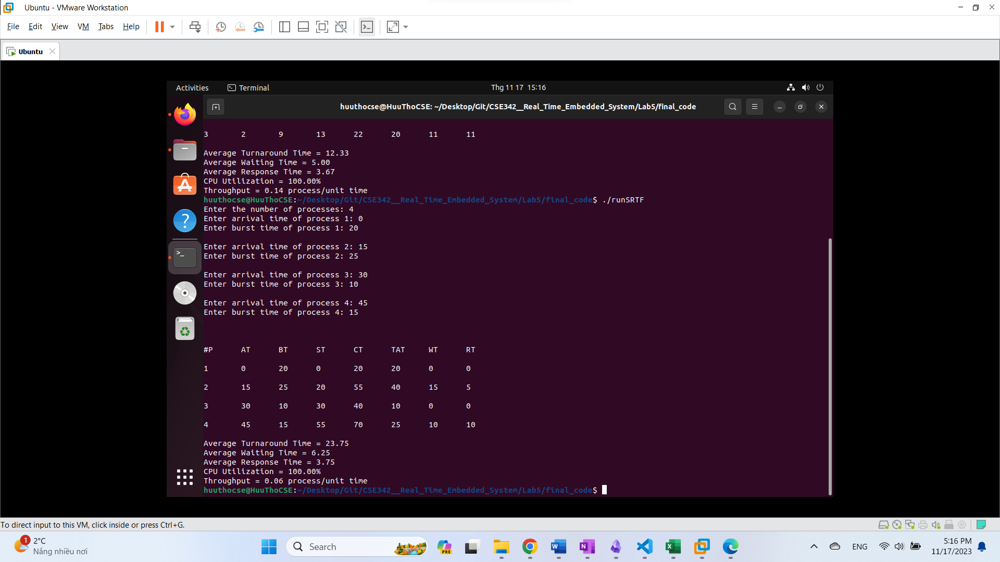 Ubuntu - VMware Workstation
File Edit View VM Tabs Help
Ubuntu
Activities Terminal Thg 11 17 15:16
huuthocse@HuuThoCSE: ~/Desktop/Git/CSE342__Real_Time_Embedded_System/Lab5/final_code
3 2 9 13 22 20 11 11
Average Turnaround Time = 12.33
Average Waiting Time = 5.00
Average Response Time = 3.67
CPU Utilization = 100.00%
Throughput = 0.14 process/unit time
huuthocse@HuuThoCSE:~/Desktop/Git/CSE342__Real_Time_Embedded_System/Lab5/final_code$ ./runSRTF
Enter the number of processes: 4
Enter arrival time of process 1: 0
Enter burst time of process 1: 20
Enter arrival time of process 2: 15
Enter burst time of process 2: 25
Enter arrival time of process 3: 30
Enter burst time of process 3: 10
Enter arrival time of process 4: 45
Enter burst time of process 4: 15
#P AT BT ST CT TAT WT RT
1 0 20 0 20 20 0 0
2 15 25 20 55 40 15 5
3 30 10 30 40 10 0 0
4 45 15 55 70 25 10 10
Average Turnaround Time = 23.75
Average Waiting Time = 6.25
Average Response Time = 3.75
CPU Utilization = 100.00%
Throughput = 0.06 process/unit time
huuthocse@HuuThoCSE:~/Desktop/Git/CSE342__Real_Time_Embedded_System/Lab5/final_code$
To direct input to this VM, click inside or press Ctrl+G.
1
2°C
Nắng nhiều nơi
Search
PRE
ENG
5:16 PM
11/17/2023